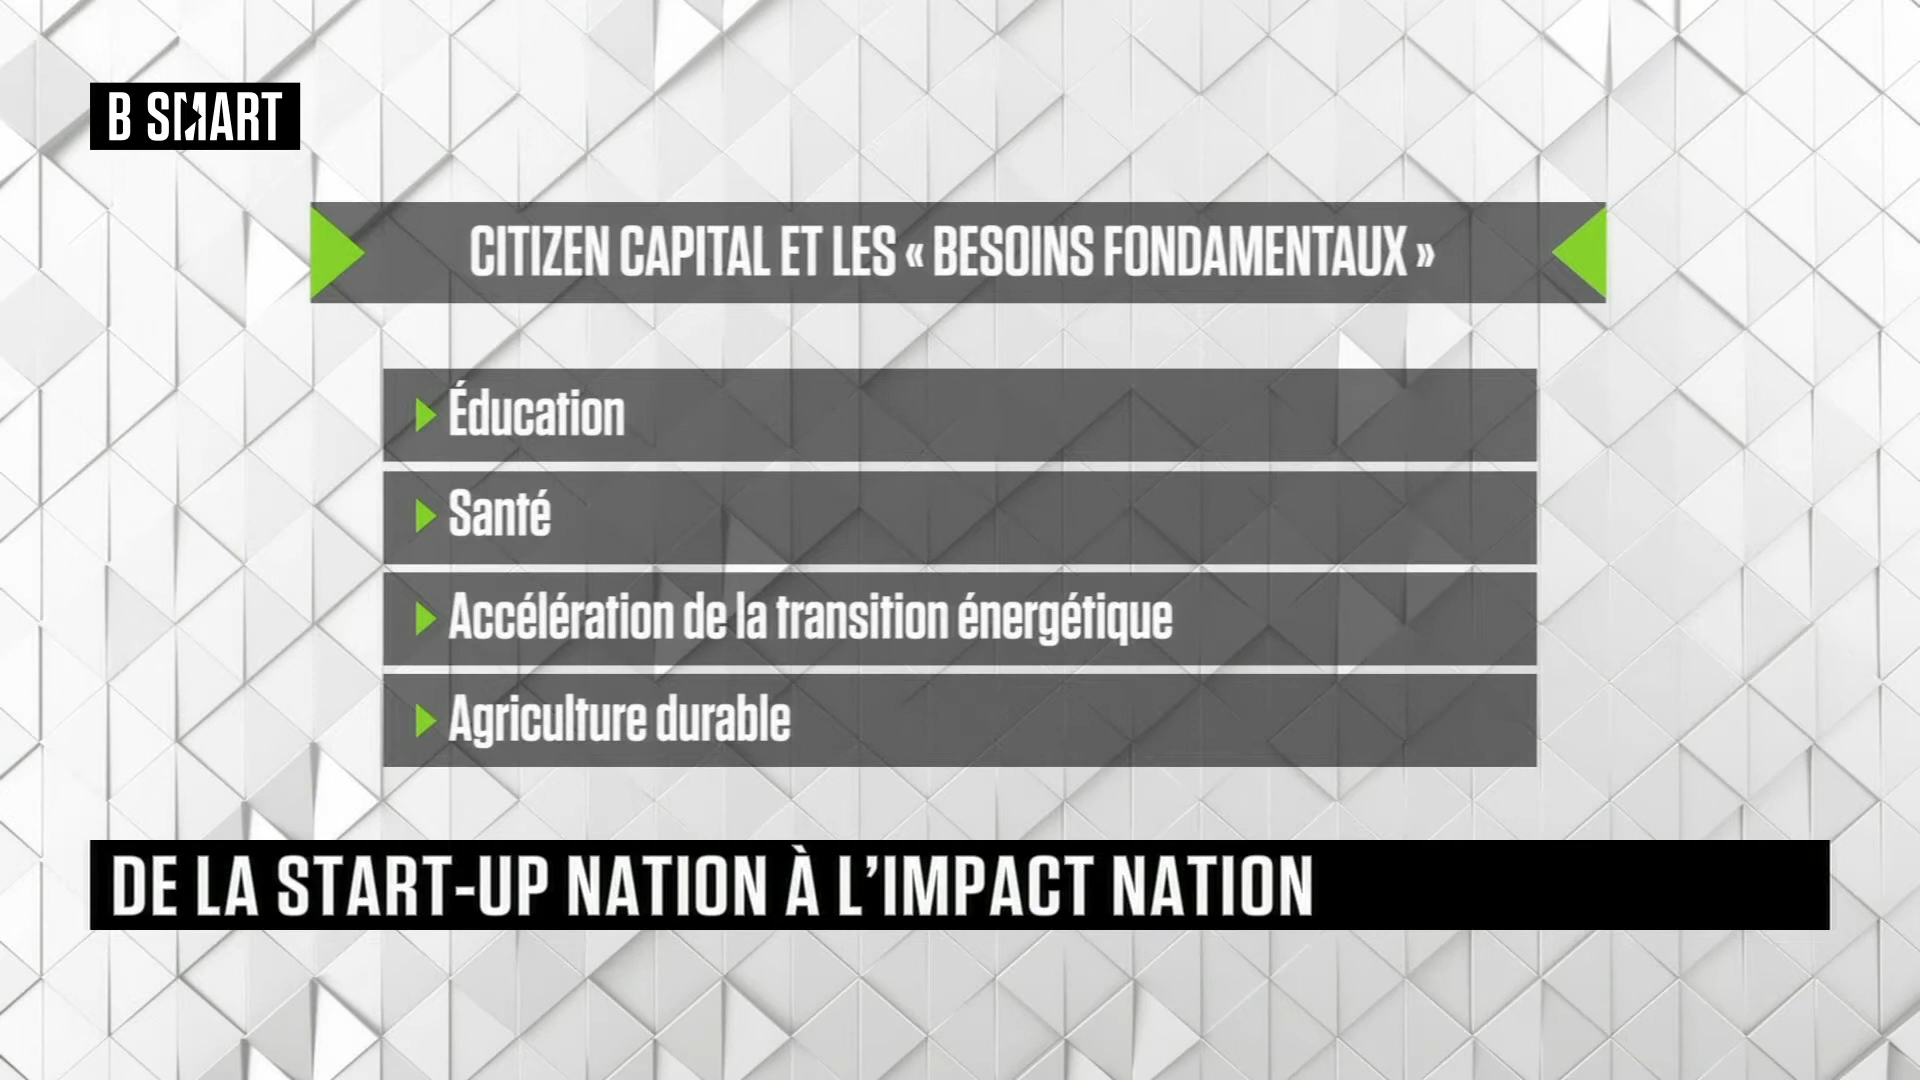 B SMART
CITIZEN CAPITAL ET LES « BESOINS FONDAMENTAUX »
Éducation
Santé
Accélération de la transition énergétique
Agriculture durable
DE LA START-UP NATION À L’IMPACT NATION